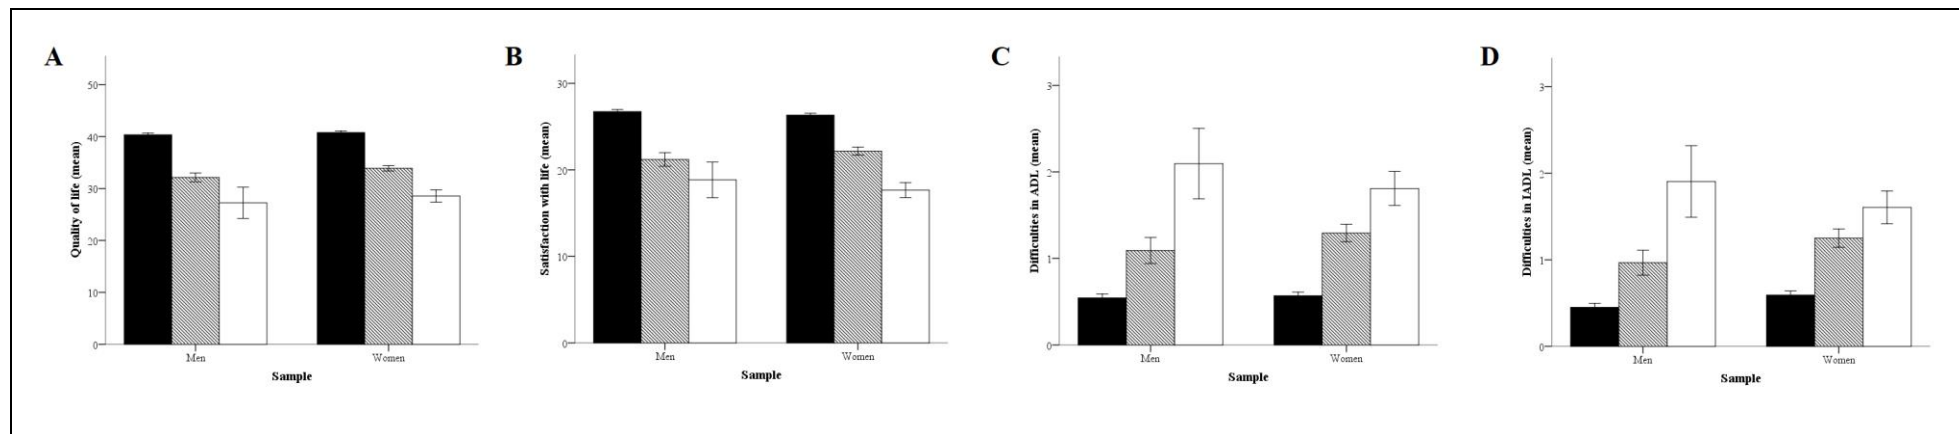 A
Quality of life (mean)
50
40
30
20
10
0
Men
Women
Sample
B
Satisfaction with life (mean)
30
20
10
0
Men
Women
Sample
C
Difficulties in ADL (mean)
3
2
1
0
Men
Women
Sample
D
Difficulties in IADL (mean)
3
2
1
0
Men
Women
Sample